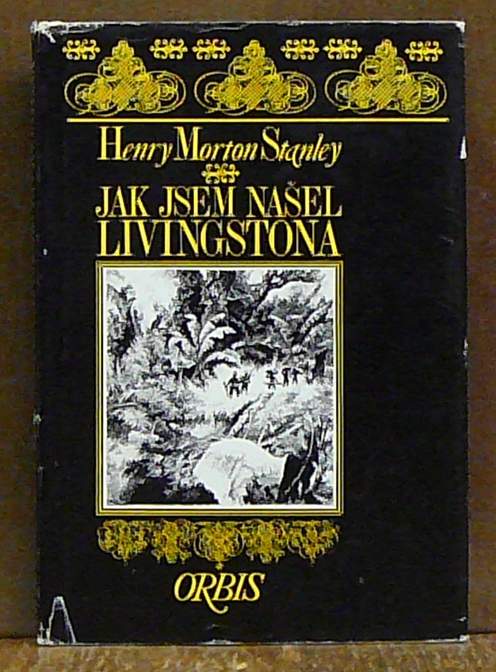 Henry Morton Stanley
JAK JSEM NAŠEL
LIVINGSTONA
ORBIS